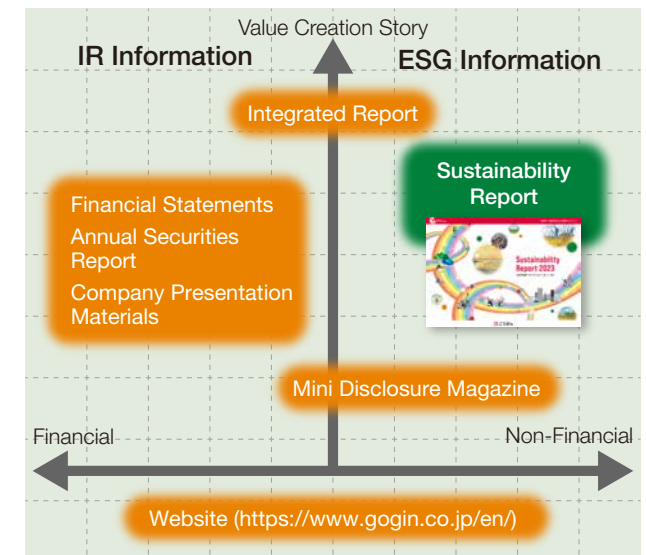 Value Creation Story
IR Information
ESG Information
Integrated Report
Sustainability
Report
Financial Statements
Annual Securities
Report
Company Presentation
Materials
Sustainability
Report 2023
Mini Disclosure Magazine
Financial
Non-Financial
Website (https://www.gogin.co.jp/en/)